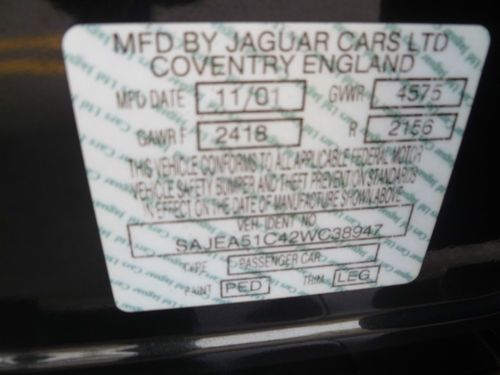 MFD BY JAGUAR CARS LTD
COVENTRY ENGLAND
MPD DATE 11/01 GVWR 4575
GAWR F 2418 R 2156
THIS VEHICLE CONFORMS TO ALL APPLICABLE FEDERAL MOTOR
VEHICLE SAFETY BUMPER AND THEFT PREVENTION STANDARDS
IN EFFECT ON THE DATE OF MANUFACTURE SHOWN ABOVE
VEH IDENT NO
SAJEA51C42WC38947
TYPE PASSENGER CAR
PAINT PED TRIM LEG